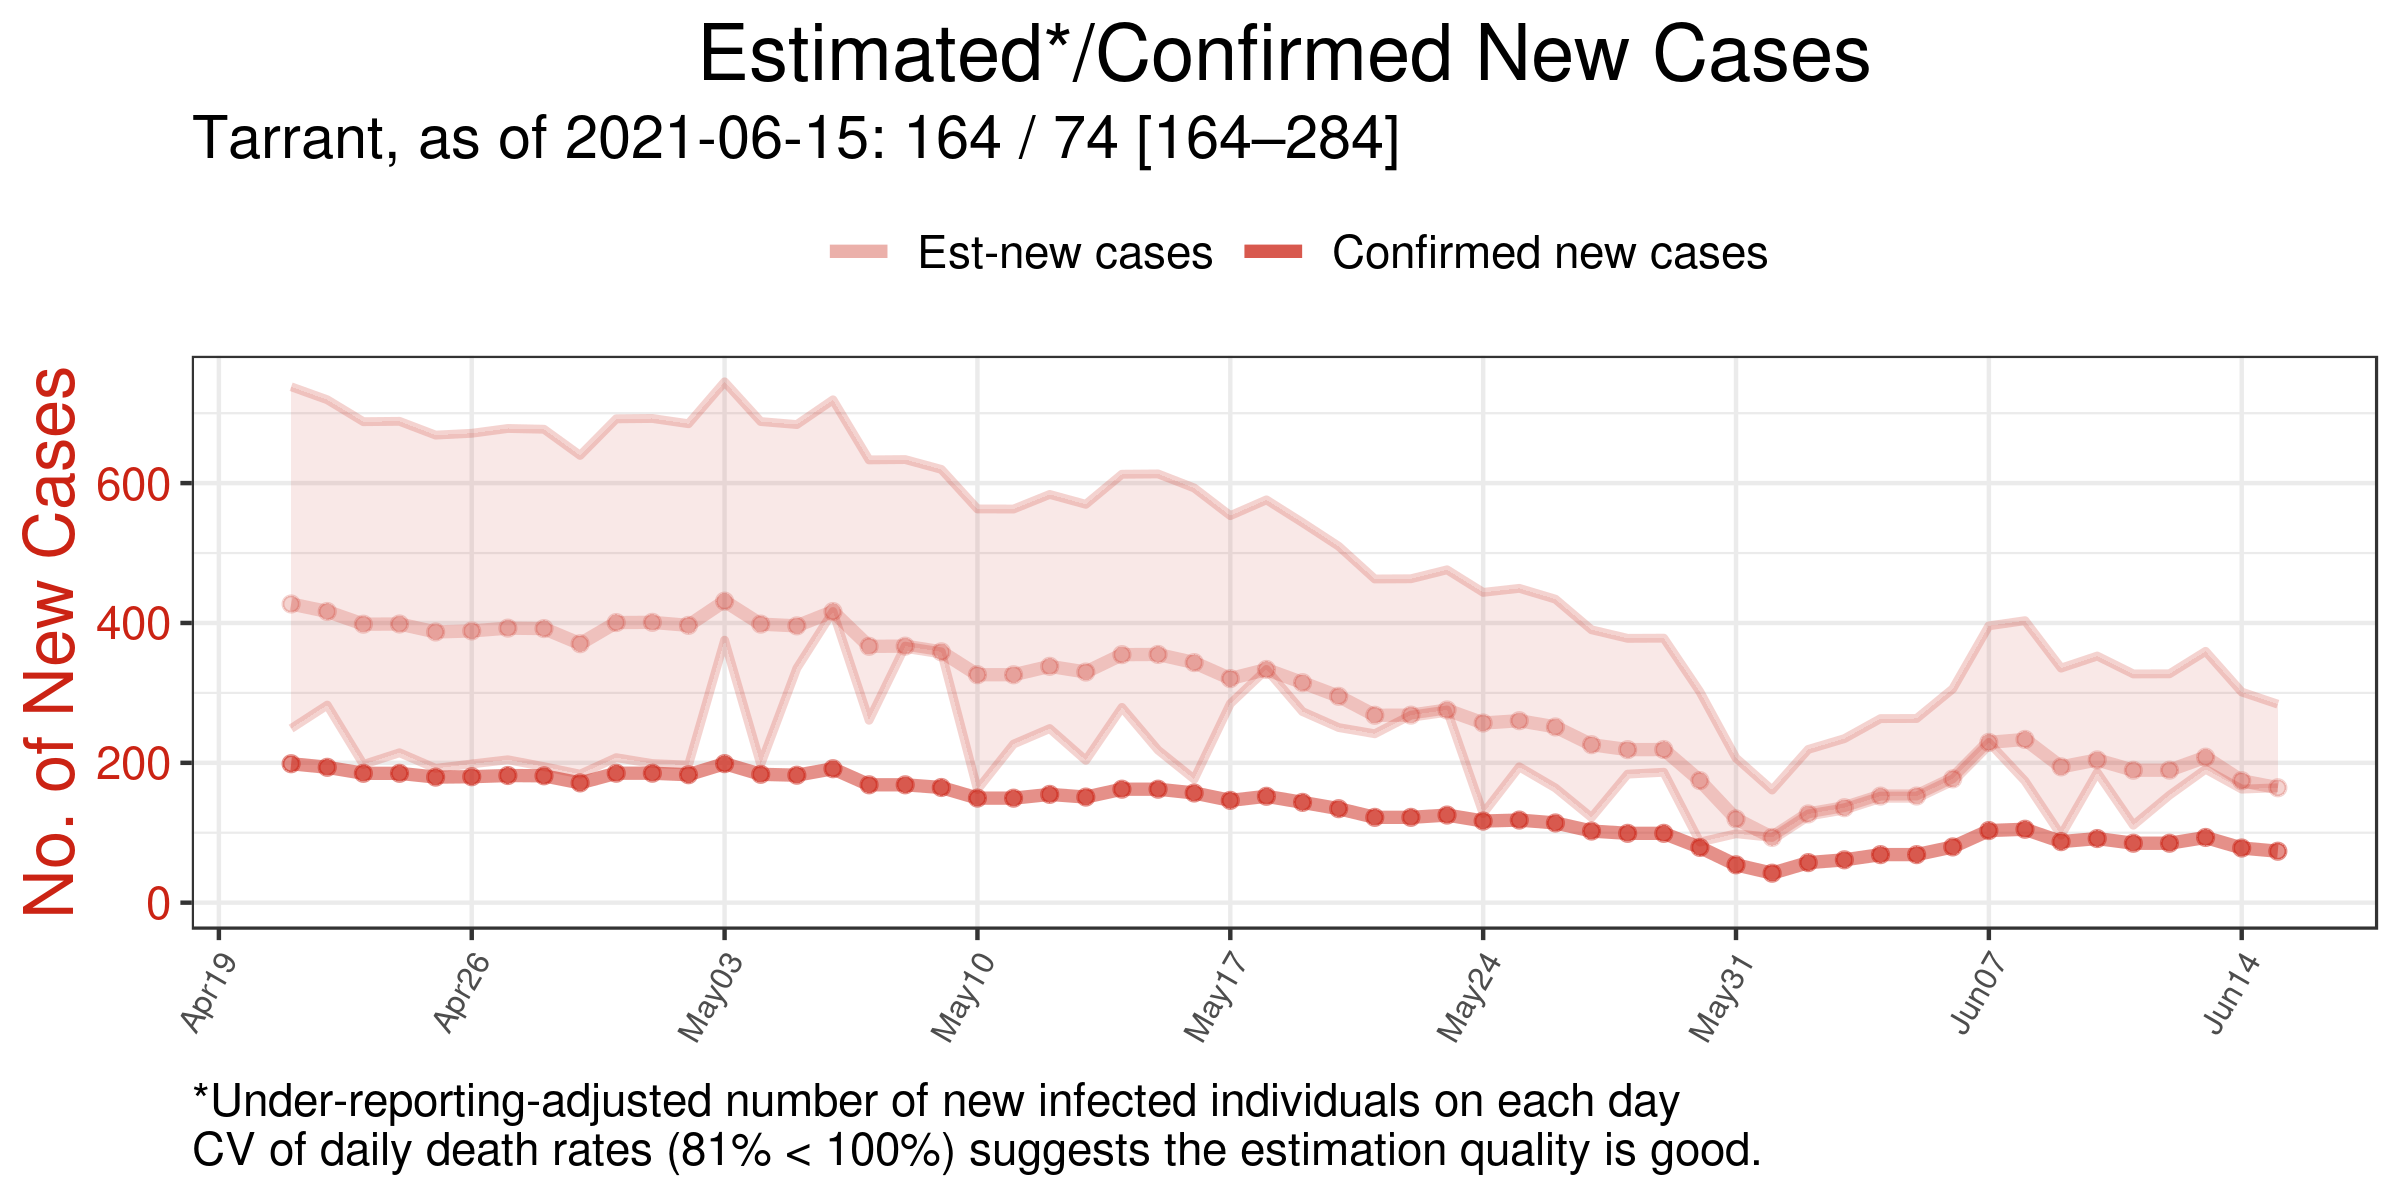 Estimated*/Confirmed New Cases
Tarrant, as of 2021-06-15: 164 / 74 [164–284]
Est-new cases
Confirmed new cases
No. of New Cases
600
400
200
0
Apr19
Apr26
May03
May10
May17
May24
May31
Jun07
Jun14
*Under-reporting-adjusted number of new infected individuals on each day
CV of daily death rates (81% < 100%) suggests the estimation quality is good.